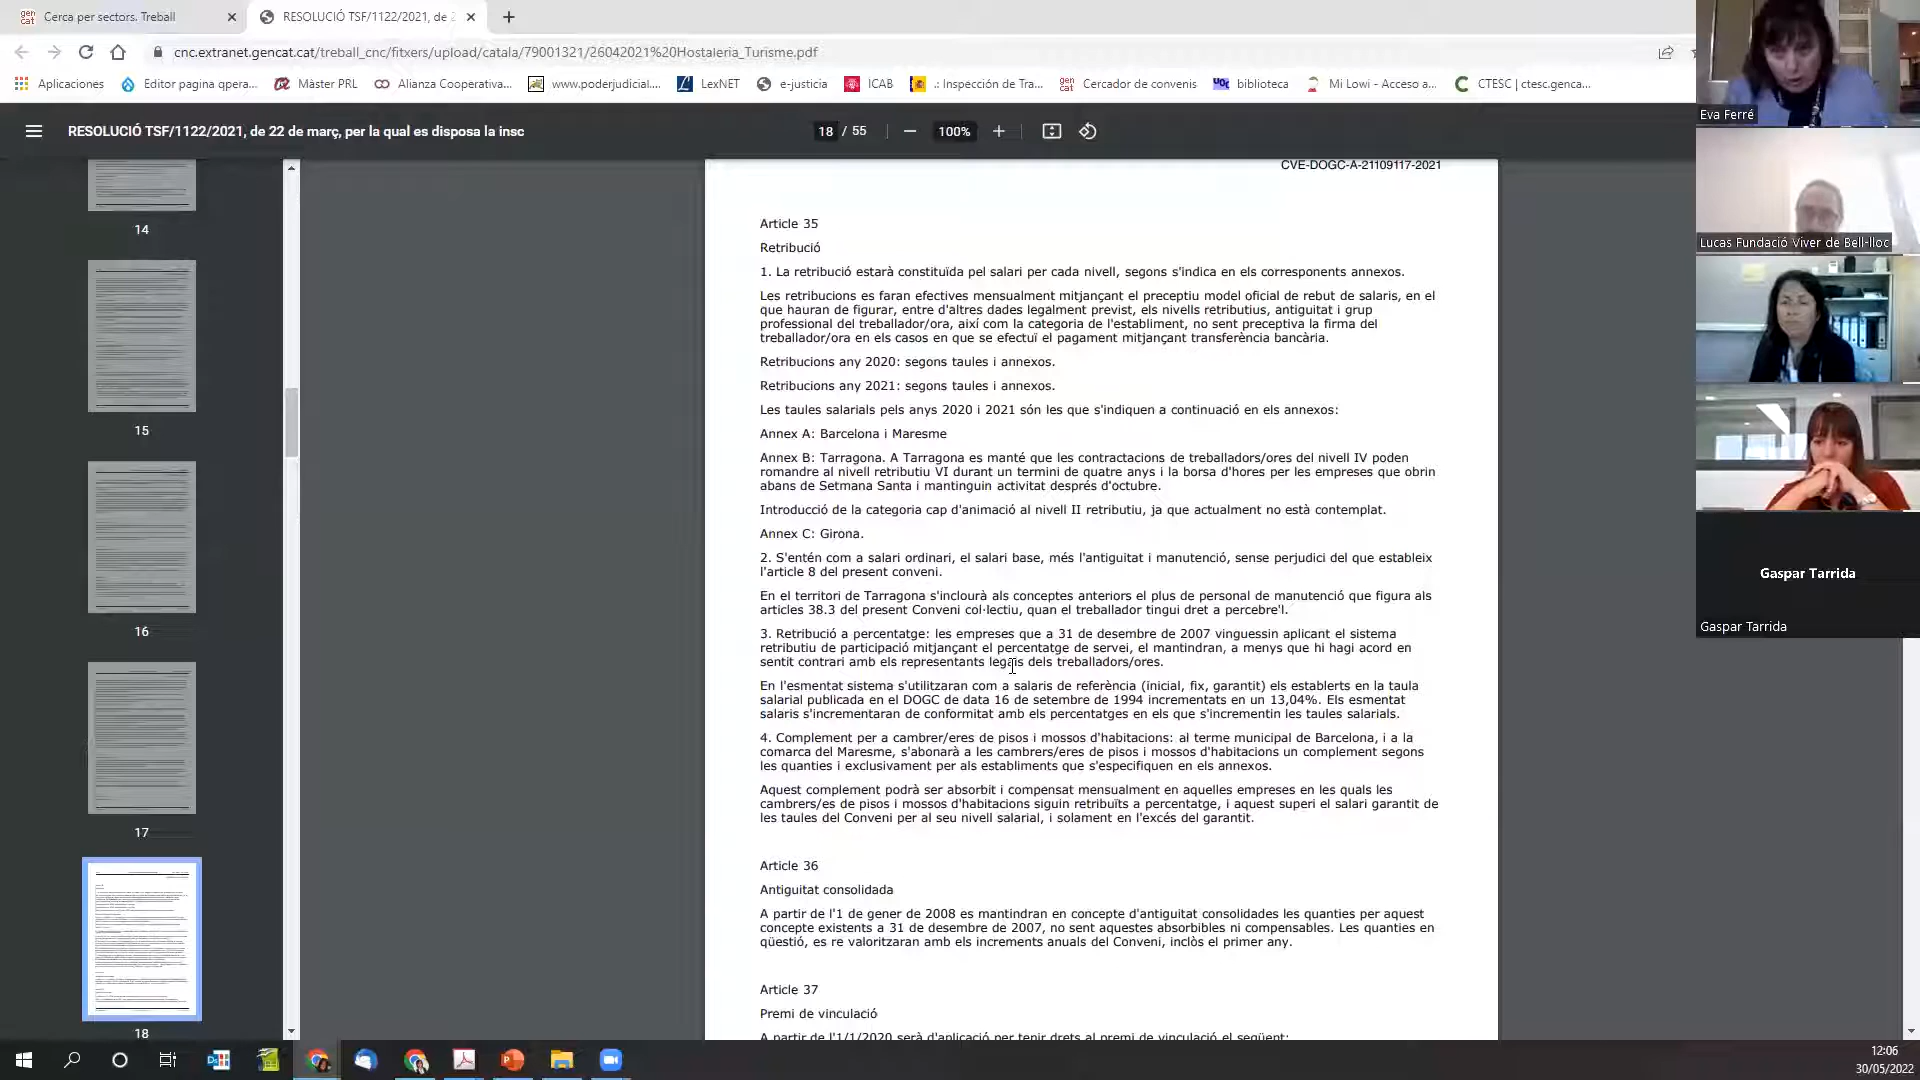 Cerca per sectors. Treball
RESOLUCIÓ TSF/1122/2021, de 2
cnc.extranet.gencat.cat/treball_cnc/fitxers/upload/catala/79001321/26042021%20Hostaleria_Turisme.pdf
Aplicaciones
Editor pagina qpera...
Màster PRL
Alianza Cooperativa...
www.poderjudicial....
LexNET
e-justicia
ICAB
.: Inspección de Tra...
gen cat
Cercador de convenis
UOC
biblioteca
Mi Lowi - Acceso a...
CTESC | ctesc.genca...
RESOLUCIÓ TSF/1122/2021, de 22 de març, per la qual es disposa la insc
18 / 55
100%
14
15
16
17
18
CVE-DOGC-A-21109117-2021
Article 35
Retribució
1. La retribució estarà constituïda pel salari per cada nivell, segons s'indica en els corresponents annexos.
Les retribucions es faran efectives mensualment mitjançant el preceptiu model oficial de rebut de salaris, en el
que hauran de figurar, entre d'altres dades legalment previst, els nivells retributius, antiguitat i grup
professional del treballador/ora, així com la categoria de l'establiment, no sent preceptiva la firma del
treballador/ora en els casos en que se efectuï el pagament mitjançant transferència bancària.
Retribucions any 2020: segons taules i annexos.
Retribucions any 2021: segons taules i annexos.
Les taules salarials pels anys 2020 i 2021 són les que s'indiquen a continuació en els annexos:
Annex A: Barcelona i Maresme
Annex B: Tarragona. A Tarragona es manté que les contractacions de treballadors/ores del nivell IV poden
romandre al nivell retributiu VI durant un termini de quatre anys i la borsa d'hores per les empreses que obrin
abans de Setmana Santa i mantinguin activitat després d'octubre.
Introducció de la categoria cap d'animació al nivell II retributiu, ja que actualment no està contemplat.
Annex C: Girona.
2. S'entén com a salari ordinari, el salari base, més l'antiguitat i manutenció, sense perjudici del que estableix
l'article 8 del present conveni.
En el territori de Tarragona s'inclourà als conceptes anteriors el plus de personal de manutenció que figura als
articles 38.3 del present Conveni col·lectiu, quan el treballador tingui dret a percebre'l.
3. Retribució a percentatge: les empreses que a 31 de desembre de 2007 vinguessin aplicant el sistema
retributiu de participació mitjançant el percentatge de servei, el mantindran, a menys que hi hagi acord en
sentit contrari amb els representants legals dels treballadors/ores.
En l'esmentat sistema s'utilitzaran com a salaris de referència (inicial, fix, garantit) els establerts en la taula
salarial publicada en el DOGC de data 16 de setembre de 1994 incrementats en un 13,04%. Els esmentat
salaris s'incrementaran de conformitat amb els percentatges en els que s'incrementin les taules salarials.
4. Complement per a cambrer/eres de pisos i mossos d'habitacions: al terme municipal de Barcelona, i a la
comarca del Maresme, s'abonarà a les cambrers/eres de pisos i mossos d'habitacions un complement segons
les quanties i exclusivament per als establiments que s'especifiquen en els annexos.
Aquest complement podrà ser absorbit i compensat mensualment en aquelles empreses en les quals les
cambrers/es de pisos i mossos d'habitacions siguin retribuïts a percentatge, i aquest superi el salari garantit de
les taules del Conveni per al seu nivell salarial, i solament en l'excés del garantit.
Article 36
Antiguitat consolidada
A partir de l'1 de gener de 2008 es mantindran en concepte d'antiguitat consolidades les quanties per aquest
concepte existents a 31 de desembre de 2007, no sent aquestes absorbibles ni compensables. Les quanties en
qüestió, es re valoritzaran amb els increments anuals del Conveni, inclòs el primer any.
Article 37
Premi de vinculació
A partir de l'1/1/2020 serà d'aplicació per tenir drets al premi de vinculació el següent:
Eva Ferré
Lucas Fundació Viver de Bell-lloc
Gaspar Tarrida
Gaspar Tarrida
12:06
30/05/2022